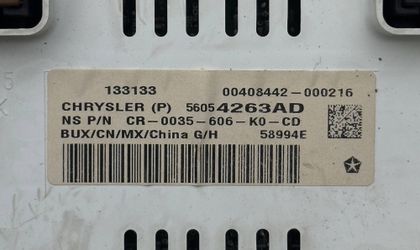 133133 00408442-000216
CHRYSLER (P) 56054263AD
NS P/N CR-0035-606-K0-CD
BUX/CN/MX/China G/H 58994E